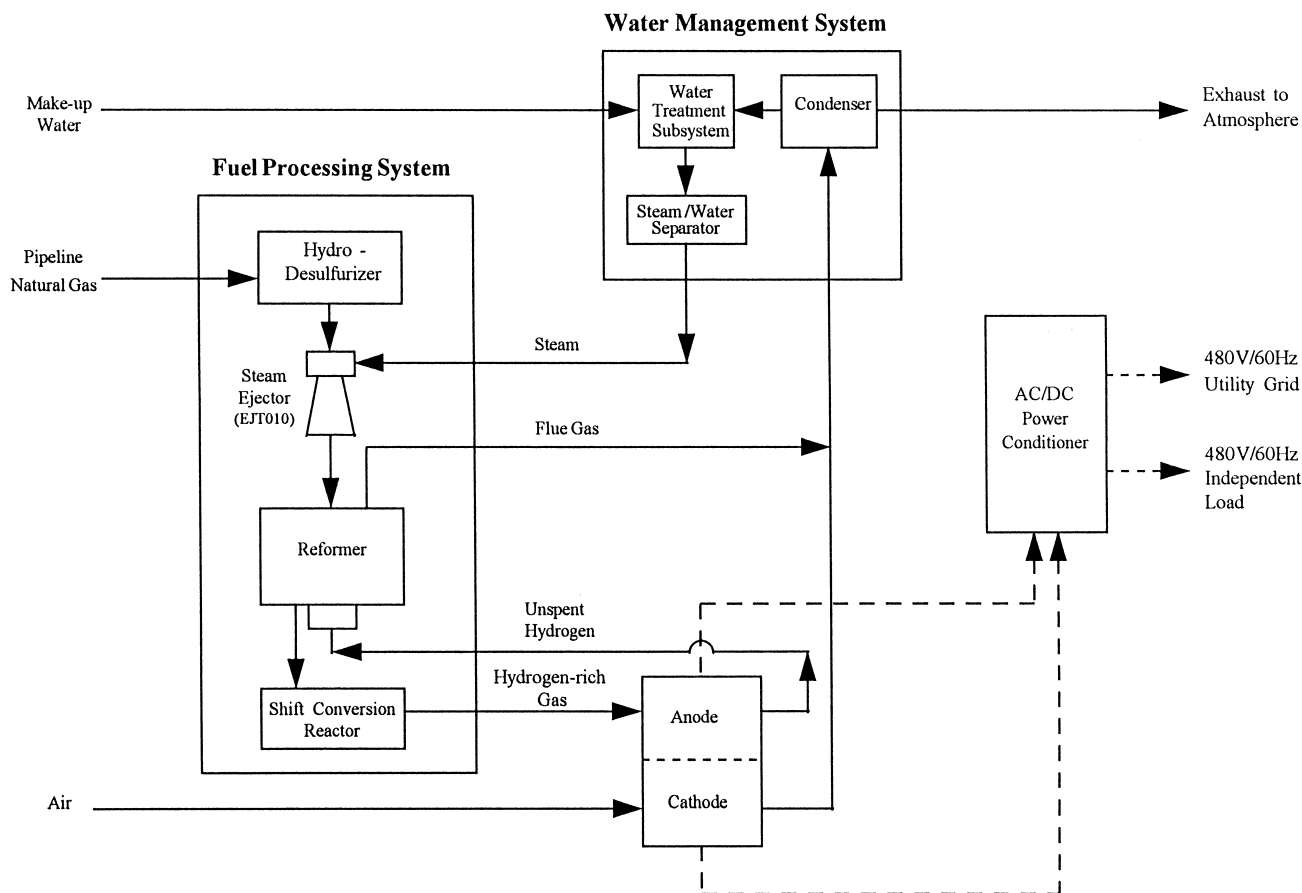 Water Management System
Make-up
Water
Water
Treatment
Subsystem
Condenser
Exhaust to
Atmosphere
Fuel Processing System
Steam/Water
Separator
Pipeline
Natural Gas
Hydro -
Desulfurizer
Steam
Steam
Ejector
(EJT010)
Flue Gas
AC/DC
Power
Conditioner
480V/60Hz
Utility Grid
480V/60Hz
Independent
Load
Reformer
Unspent
Hydrogen
Hydrogen-rich
Gas
Shift Conversion
Reactor
Anode
Air
Cathode